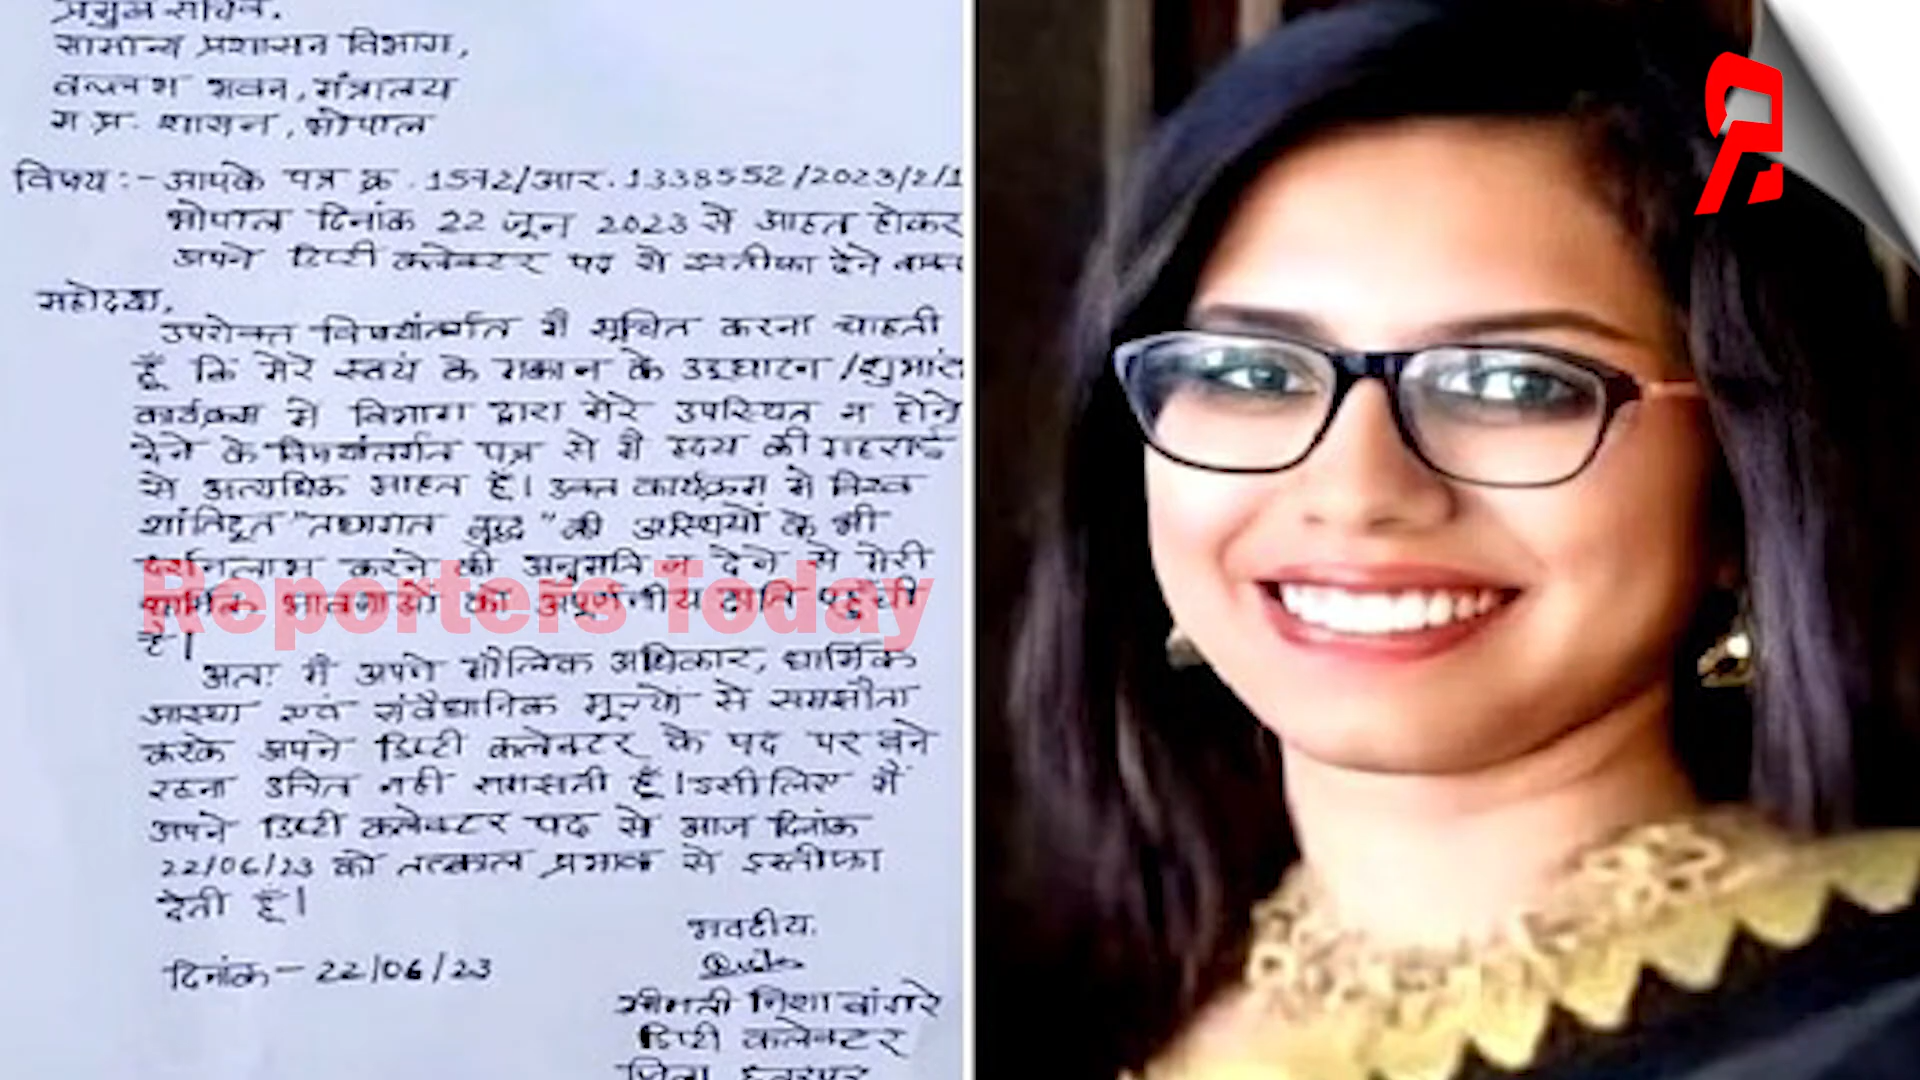 प्रमुख सचिव.
सामान्य प्रशासन विभाग,
वल्लभ भवन, मंत्रालय
म प्र. शासन, भोपाल
विषय :- आपके पत्र क्र. 1592/आर. 1338552/2023/2/1
भोपाल दिनांक 22 जून 2023 से आहत होकर
अपने डिप्टी कलेक्टर पद से इस्तीफा देने
महोदया,
उपरोक्त विषयांतर्गत मैं सूचित करना चाहती
हूँ कि मेरे स्वयं के मकान के उद्घाटन /
कार्यक्रम में विभाग द्वारा मेरे उपस्थित न होने
देने के विषयांतर्गत पत्र से मैं ह्रदय की गहराई
से अत्यधिक आहत हूँ। उक्त कार्यक्रम में विश्व
शांतिदूत "तथागत बुद्ध" की अस्थियों के भी
दर्शनलाभ करने की अनुमति न देने से मेरी
धार्मिक भावनाओं को अपूर्णनीय क्षति पहुँची
है।
Reporters Today
अतः मैं अपने मौलिक अधिकार, धार्मिक
आस्था एवं संवैधानिक मूल्यों से समझौता
करके अपने डिप्टी कलेक्टर के पद पर बने
रहना उचित नहीं समझती हूँ। इसीलिए मैं
अपने डिप्टी कलेक्टर पद से आज दिनांक
22/06/23 को तत्काल प्रभाव से इस्तीफा
देती हूँ।
भवदीय.
दिनांक - 22/06/23
श्रीमती निशा बांगरे
डिप्टी कलेक्टर
जिला छतरपुर